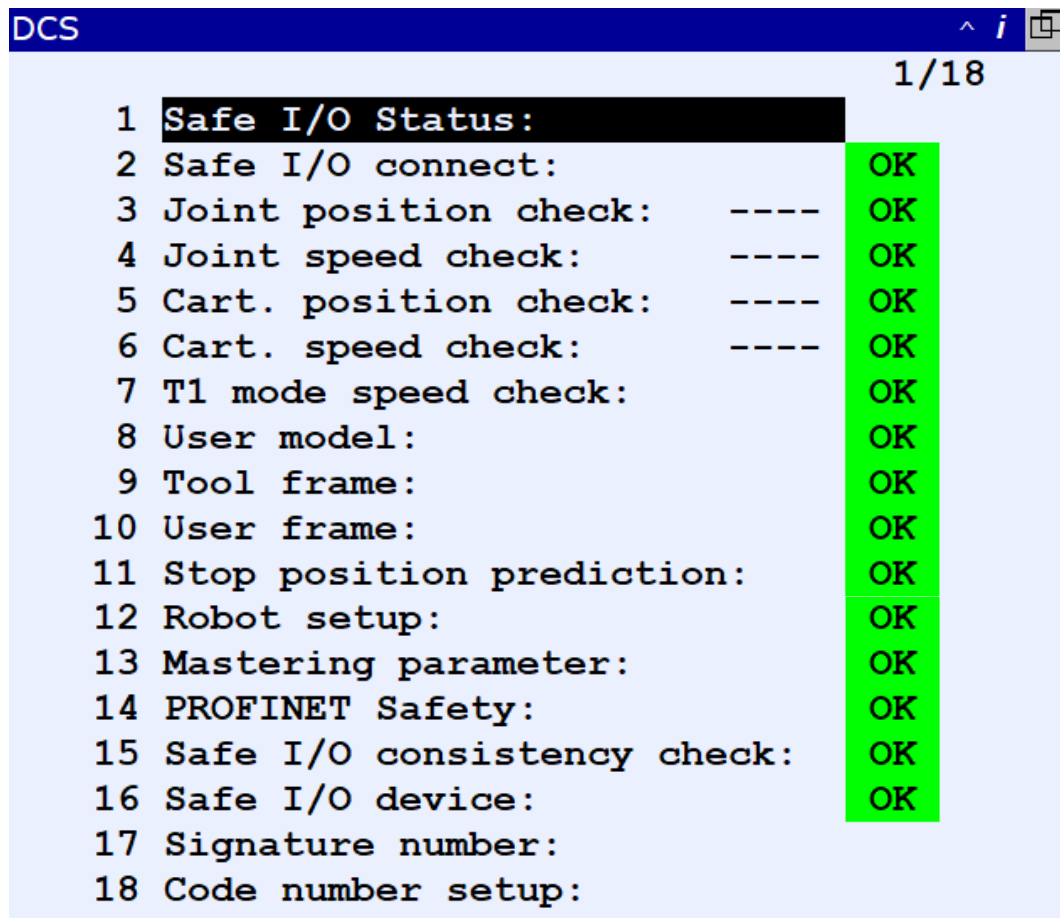 DCS ^ i
1/18
1 Safe I/O Status:
2 Safe I/O connect: OK
3 Joint position check: ---- OK
4 Joint speed check: ---- OK
5 Cart. position check: ---- OK
6 Cart. speed check: ---- OK
7 T1 mode speed check: OK
8 User model: OK
9 Tool frame: OK
10 User frame: OK
11 Stop position prediction: OK
12 Robot setup: OK
13 Mastering parameter: OK
14 PROFINET Safety: OK
15 Safe I/O consistency check: OK
16 Safe I/O device: OK
17 Signature number:
18 Code number setup: